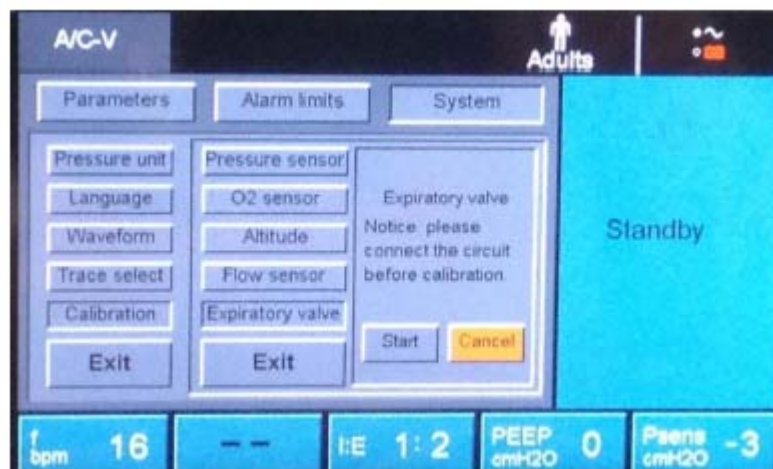 A/C-V
Adults
Parameters Alarm limits System
Pressure unit Pressure sensor
Language O2 sensor Expiratory valve
Waveform Altitude Notice please
connect the circuit
Trace select Flow sensor before calibration.
Calibration Expiratory valve
Exit Exit Start Cancel
Standby
f bpm 16
--
I:E 1:2
PEEP cmH2O 0
Psens cmH2O -3